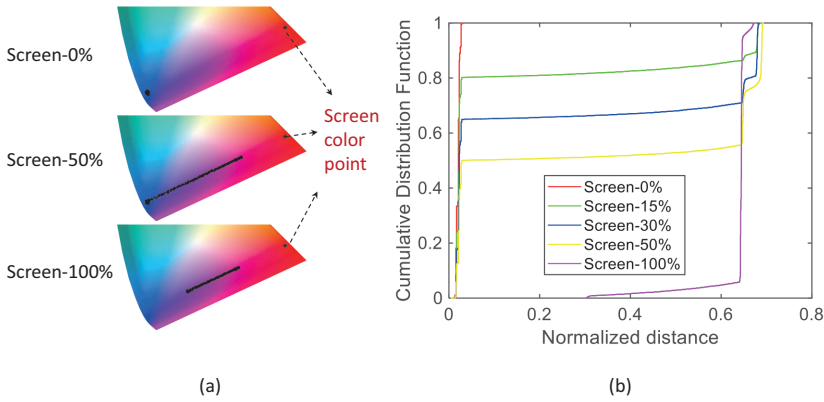 Screen-0%
Screen-50%
Screen-100%
Screen
color
point
(a)
Cumulative Distribution Function
1
0.8
0.6
0.4
0.2
0
Screen-0%
Screen-15%
Screen-30%
Screen-50%
Screen-100%
0 0.2 0.4 0.6 0.8
Normalized distance
(b)